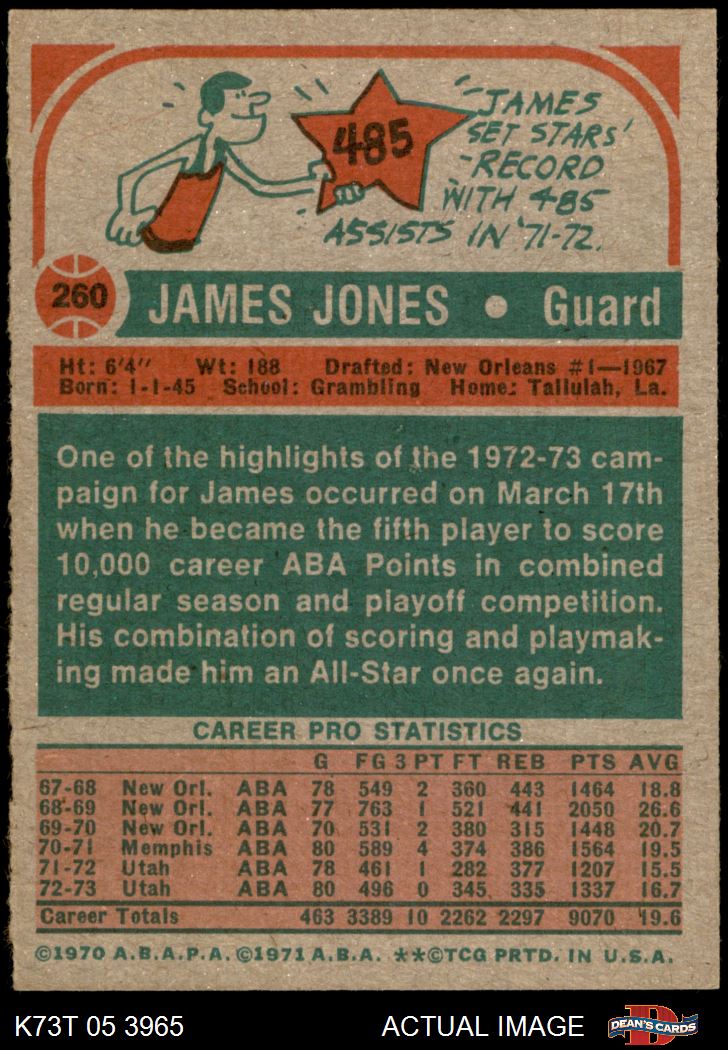 485
JAMES
SET STARS'
RECORD
WITH 485
ASSISTS IN '71-72.
260
JAMES JONES • Guard
Ht: 6'4" Wt: 188 Drafted: New Orleans #1—1967
Born: 1-1-45 School: Grambling Home: Tallulah, La.
One of the highlights of the 1972-73 cam-
paign for James occurred on March 17th
when he became the fifth player to score
10,000 career ABA Points in combined
regular season and playoff competition.
His combination of scoring and playmak-
ing made him an All-Star once again.
CAREER PRO STATISTICS
G FG 3 PT FT REB PTS AVG
67-68 New Orl. ABA 78 549 2 360 443 1464 18.8
68-69 New Orl. ABA 77 763 1 521 441 2050 26.6
69-70 New Orl. ABA 70 531 2 380 315 1448 20.7
70-71 Memphis ABA 80 589 4 374 386 1564 19.5
71-72 Utah ABA 78 461 1 282 377 1207 15.5
72-73 Utah ABA 80 496 0 345 335 1337 16.7
Career Totals 463 3389 10 2262 2297 9070 19.6
©1970 A.B.A.P.A. ©1971 A.B.A. **©TCG PRTD. IN U.S.A.
K73T 05 3965 ACTUAL IMAGE D DEAN'S CARDS